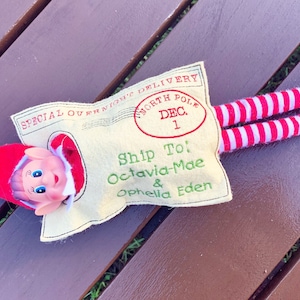 SPECIAL OVERNIGHT DELIVERY
NORTH POLE
DEC.
1
Ship To:
Octavia-Mae
&
Ophelia Eden